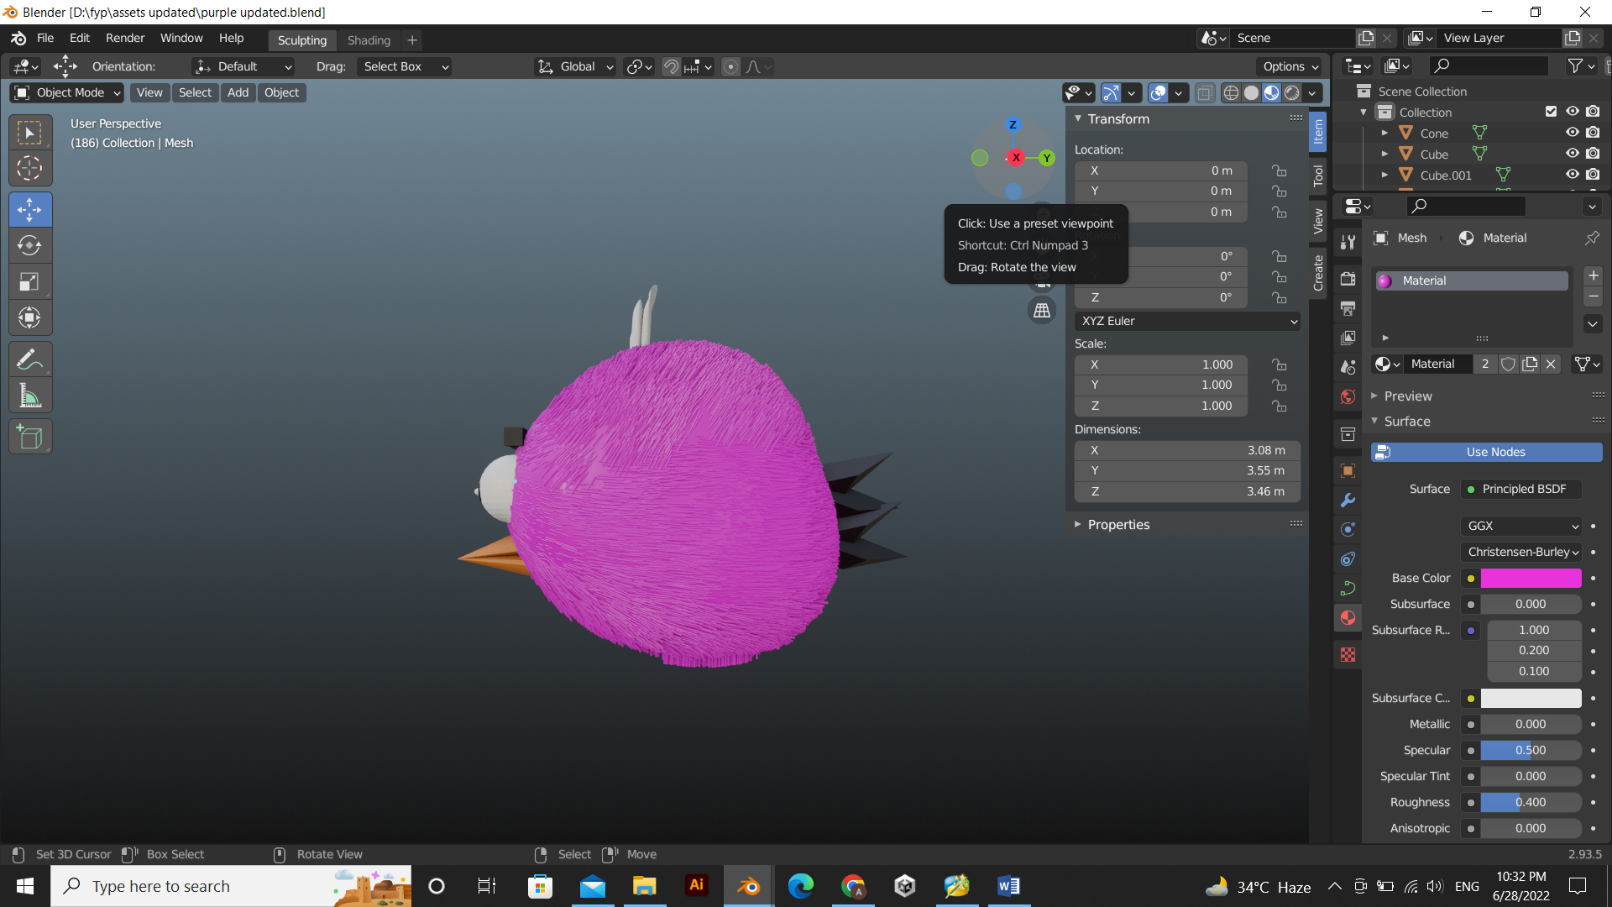 Blender [D:\fyp\assets updated\purple updated.blend]
File Edit Render Window Help Sculpting Shading + Scene View Layer
Orientation: Default Drag: Select Box Global Options
Object Mode View Select Add Object
User Perspective
(186) Collection | Mesh
Z
X
Y
Transform
Location:
X 0 m
Y 0 m
0 m
Click: Use a preset viewpoint
Shortcut: Ctrl Numpad 3
Drag: Rotate the view
0°
0°
Z 0°
XYZ Euler
Scale:
X 1.000
Y 1.000
Z 1.000
Dimensions:
X 3.08 m
Y 3.55 m
Z 3.46 m
Properties
Item
Tool
View
Create
Scene Collection
Collection
Cone
Cube
Cube.001
Mesh Material
Material
Material 2
Preview
Surface
Use Nodes
Surface Principled BSDF
GGX
Christensen-Burley
Base Color
Subsurface 0.000
Subsurface R... 1.000
0.200
0.100
Subsurface C...
Metallic 0.000
Specular 0.500
Specular Tint 0.000
Roughness 0.400
Anisotropic 0.000
Set 3D Cursor Box Select Rotate View Select Move 2.93.5
Type here to search Ai 34°C Haze ENG
10:32 PM
6/28/2022